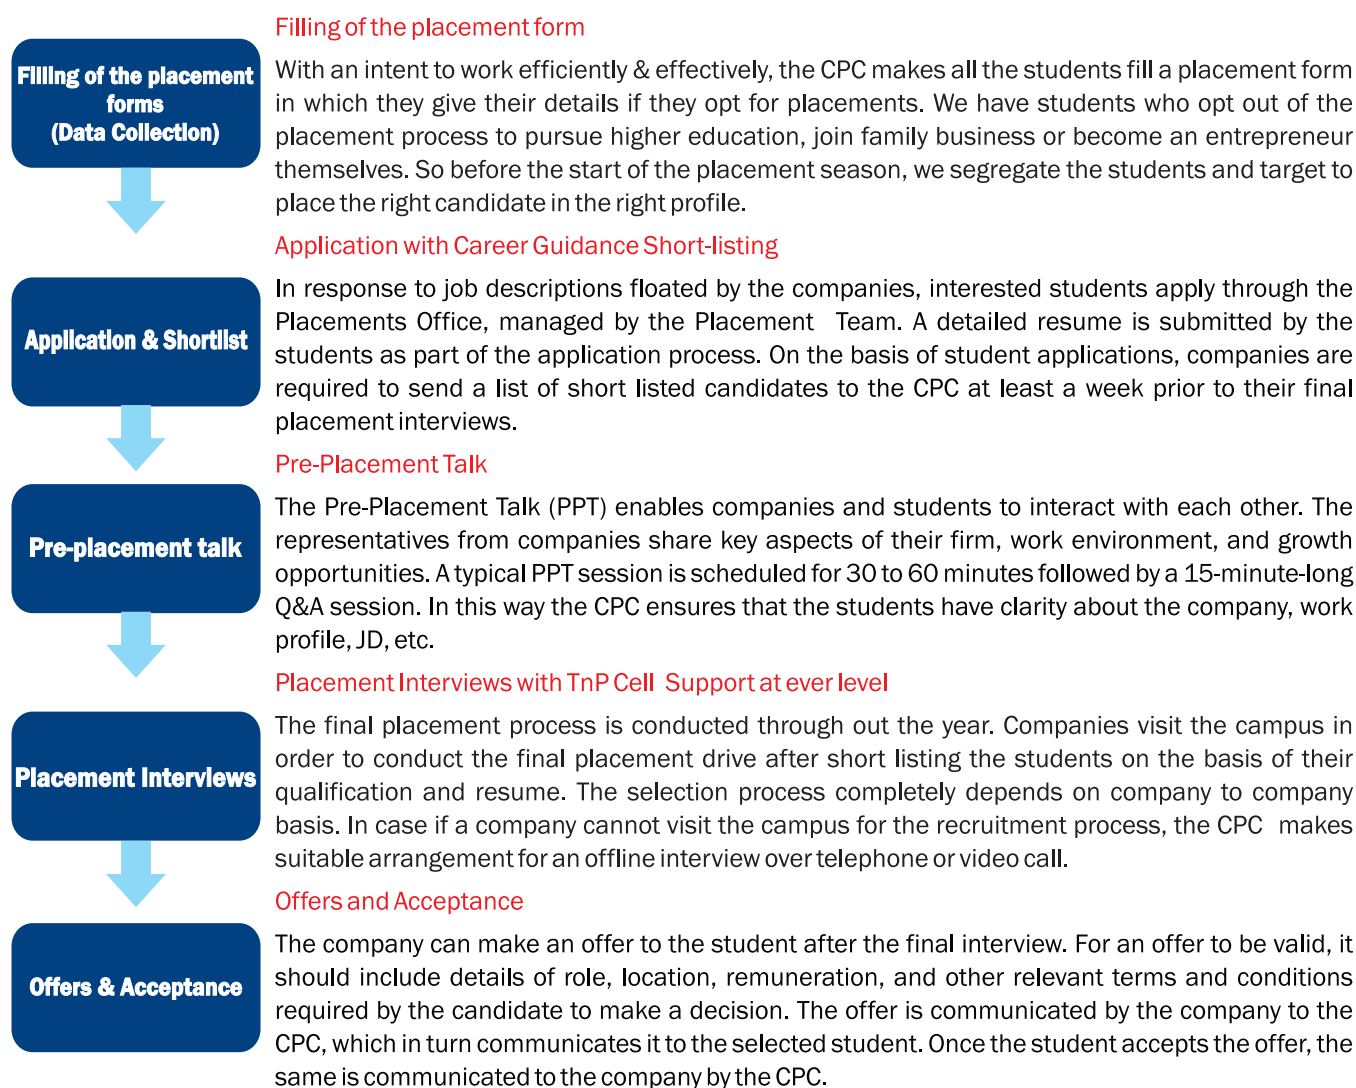 Filling of the placement form
Filling of the placement
forms
(Data Collection)
With an intent to work efficiently & effectively, the CPC makes all the students fill a placement form
in which they give their details if they opt for placements. We have students who opt out of the
placement process to pursue higher education, join family business or become an entrepreneur
themselves. So before the start of the placement season, we segregate the students and target to
place the right candidate in the right profile.
Application with Career Guidance Short-listing
Application & Shortlist
In response to job descriptions floated by the companies, interested students apply through the
Placements Office, managed by the Placement Team. A detailed resume is submitted by the
students as part of the application process. On the basis of student applications, companies are
required to send a list of short listed candidates to the CPC at least a week prior to their final
placement interviews.
Pre-Placement Talk
Pre-placement talk
The Pre-Placement Talk (PPT) enables companies and students to interact with each other. The
representatives from companies share key aspects of their firm, work environment, and growth
opportunities. A typical PPT session is scheduled for 30 to 60 minutes followed by a 15-minute-long
Q&A session. In this way the CPC ensures that the students have clarity about the company, work
profile, JD, etc.
Placement Interviews with TnP Cell Support at ever level
Placement Interviews
The final placement process is conducted through out the year. Companies visit the campus in
order to conduct the final placement drive after short listing the students on the basis of their
qualification and resume. The selection process completely depends on company to company
basis. In case if a company cannot visit the campus for the recruitment process, the CPC makes
suitable arrangement for an offline interview over telephone or video call.
Offers and Acceptance
Offers & Acceptance
The company can make an offer to the student after the final interview. For an offer to be valid, it
should include details of role, location, remuneration, and other relevant terms and conditions
required by the candidate to make a decision. The offer is communicated by the company to the
CPC, which in turn communicates it to the selected student. Once the student accepts the offer, the
same is communicated to the company by the CPC.